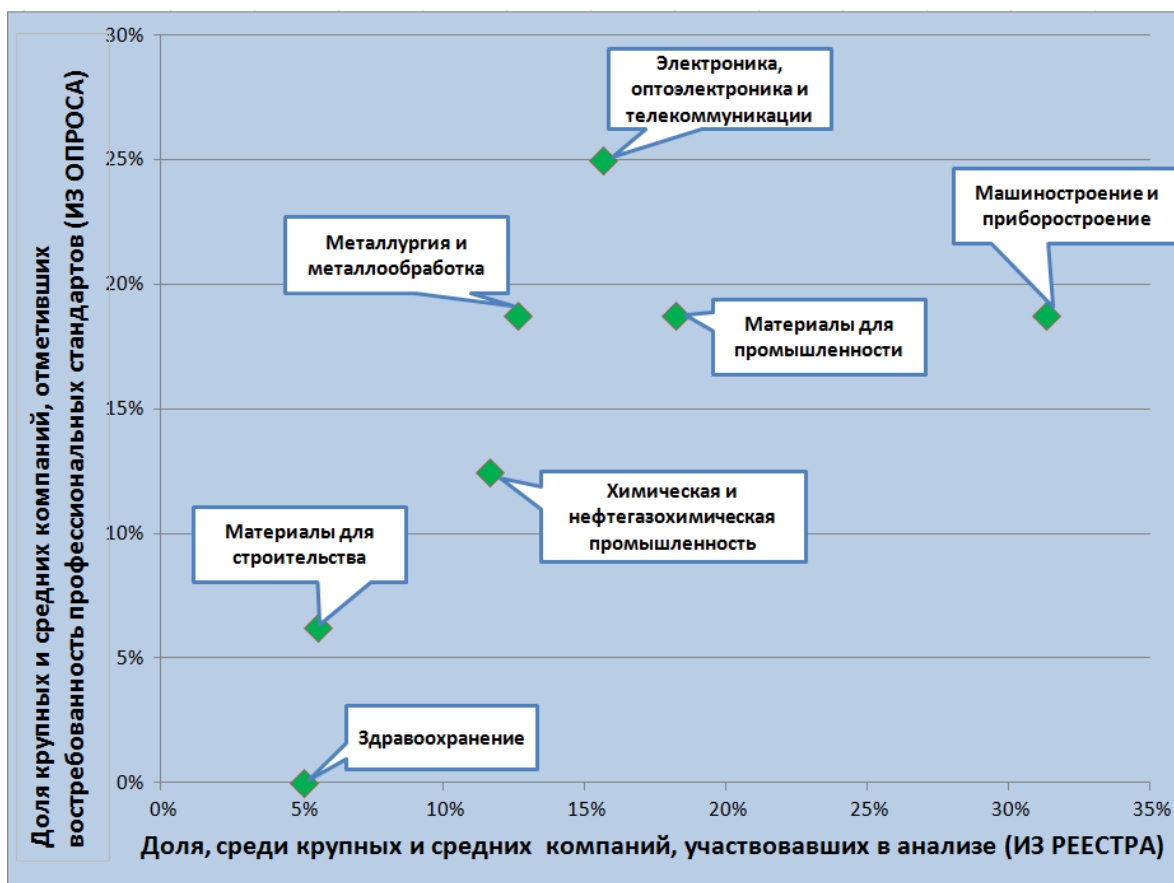 Доля крупных и средних компаний, отметивших
востребованность профессиональных стандартов (ИЗ ОПРОСА)
30%
25%
20%
15%
10%
5%
0%
Электроника,
оптоэлектроника и
телекоммуникации
Машиностроение и
приборостроение
Металлургия и
металлообработка
Материалы для
промышленности
Химическая и
нефтегазохимическая
промышленность
Материалы для
строительства
Здравоохранение
0%
5%
10%
15%
20%
25%
30%
35%
Доля, среди крупных и средних компаний, участвовавших в анализе (ИЗ РЕЕСТРА)